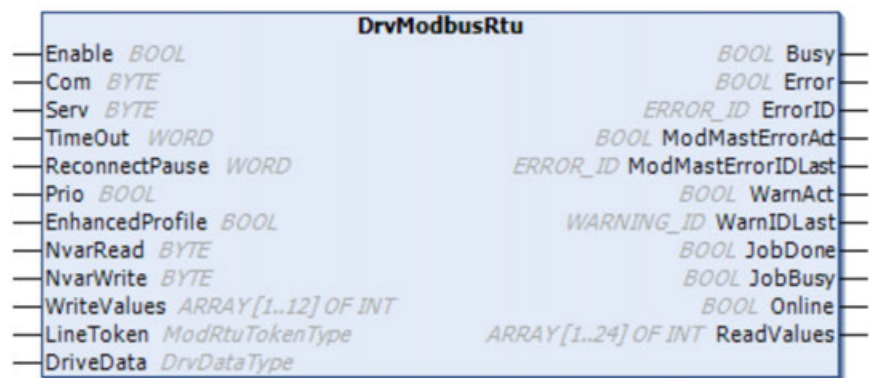 DrvModbusRtu
Enable BOOL BOOL Busy
Com BYTE BOOL Error
Serv BYTE ERROR_ID ErrorID
TimeOut WORD BOOL ModMastErrorAct
ReconnectPause WORD ERROR_ID ModMastErrorIDLast
Prio BOOL BOOL WarnAct
EnhancedProfile BOOL WARNING_ID WarnIDLast
NvarRead BYTE BOOL JobDone
NvarWrite BYTE BOOL JobBusy
WriteValues ARRAY [1..12] OF INT BOOL Online
LineToken ModRtuTokenType ARRAY [1..24] OF INT ReadValues
DriveData DrvDataType